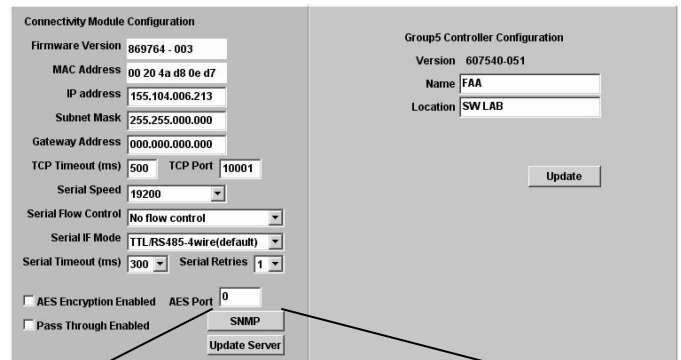 Connectivity Module Configuration
Firmware Version 869764 - 003
MAC Address 00 20 4a d8 0e d7
IP address 155.104.006.213
Subnet Mask 255.255.000.000
Gateway Address 000.000.000.000
TCP Timeout (ms) 500 TCP Port 10001
Serial Speed 19200
Serial Flow Control No flow control
Serial IF Mode TTL/RS485-4wire(default)
Serial Timeout (ms) 300 Serial Retries 1
AES Encryption Enabled AES Port 0
Pass Through Enabled SNMP
Update Server
Group5 Controller Configuration
Version 607540-051
Name FAA
Location SW LAB
Update